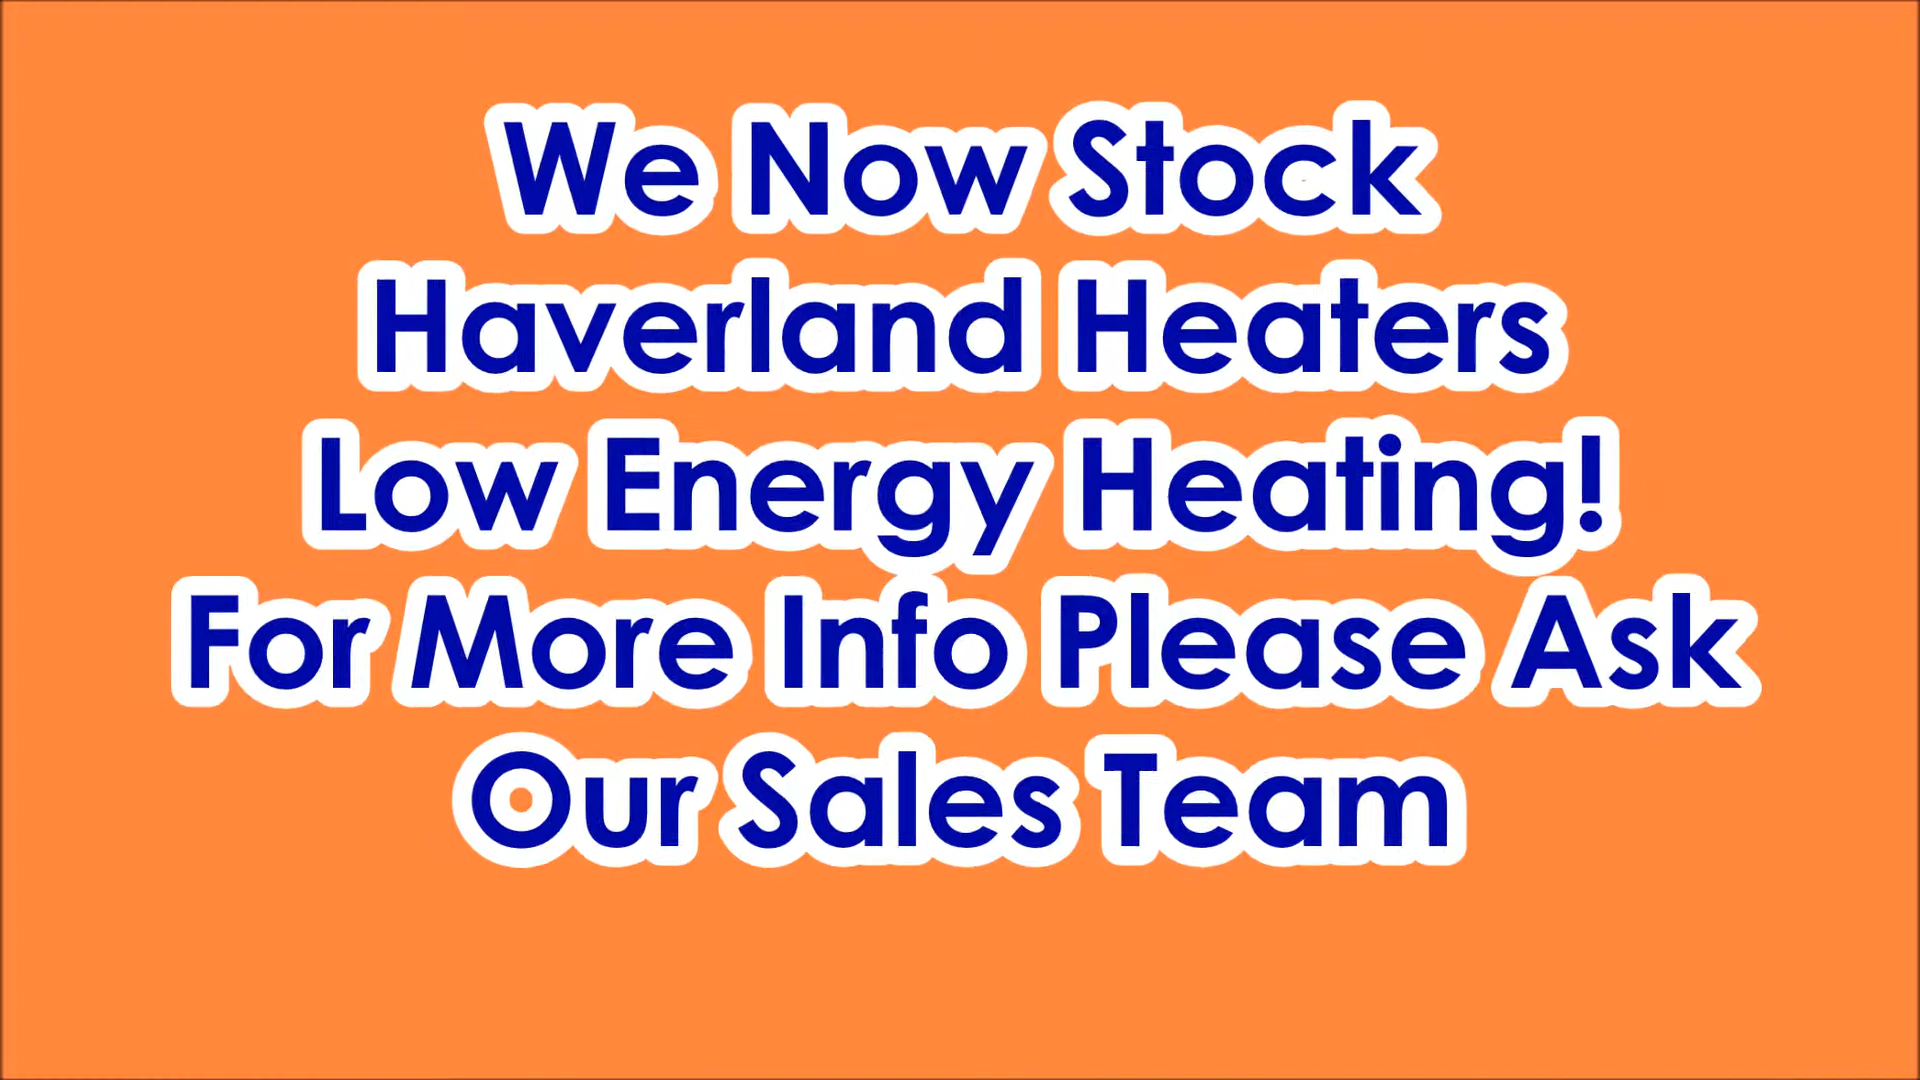 We Now Stock
Haverland Heaters
Low Energy Heating!
For More Info Please Ask
Our Sales Team